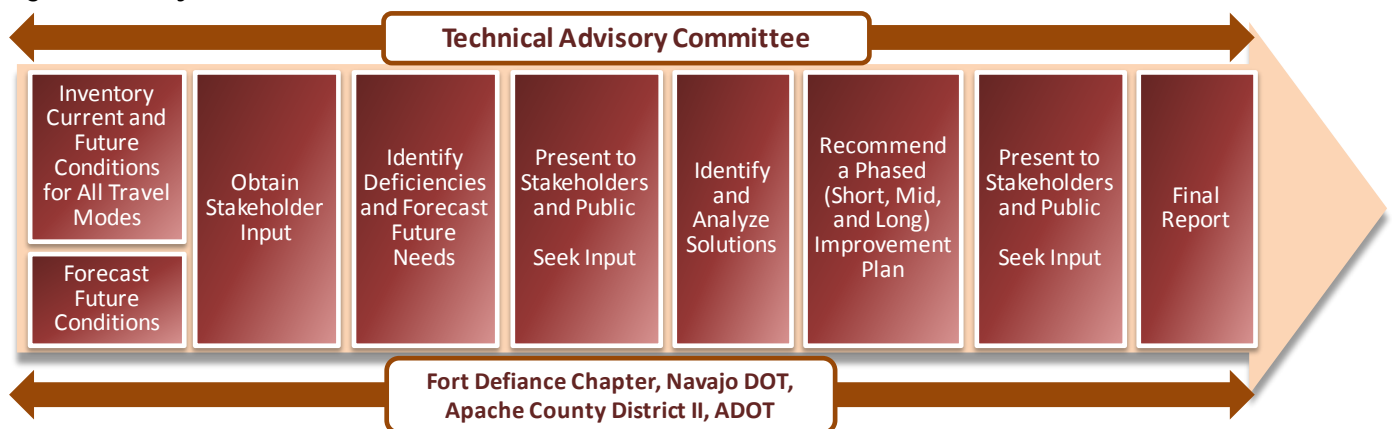 Technical Advisory Committee
Inventory
Current and
Future
Conditions
for All Travel
Modes
Forecast
Future
Conditions
Obtain
Stakeholder
Input
Identify
Deficiencies
and Forecast
Future
Needs
Present to
Stakeholders
and Public
Seek Input
Identify
and
Analyze
Solutions
Recommend
a Phased
(Short, Mid,
and Long)
Improvement
Plan
Present to
Stakeholders
and Public
Seek Input
Final
Report
Fort Defiance Chapter, Navajo DOT,
Apache County District II, ADOT